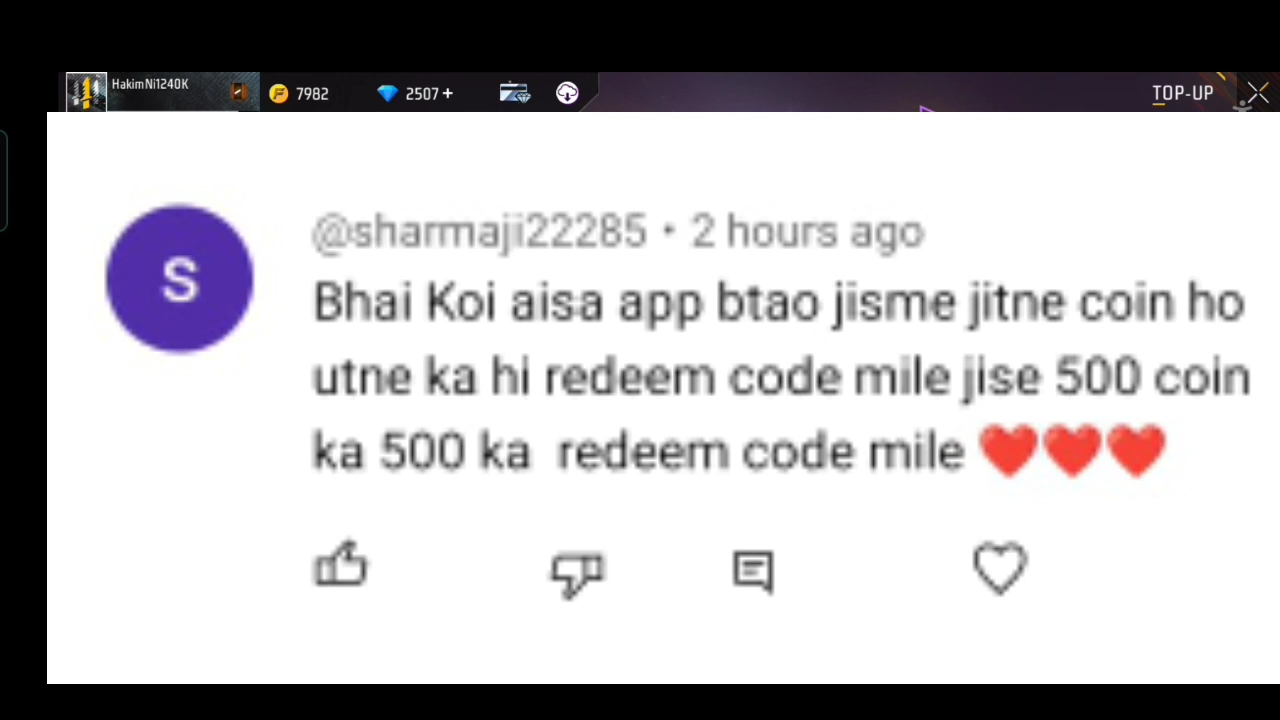 HakimNi1240K 7982 2507+ TOP-UP
S
@sharmaji22285 • 2 hours ago
Bhai Koi aisa app btao jisme jitne coin ho
utne ka hi redeem code mile jise 500 coin
ka 500 ka redeem code mile ❤️❤️❤️